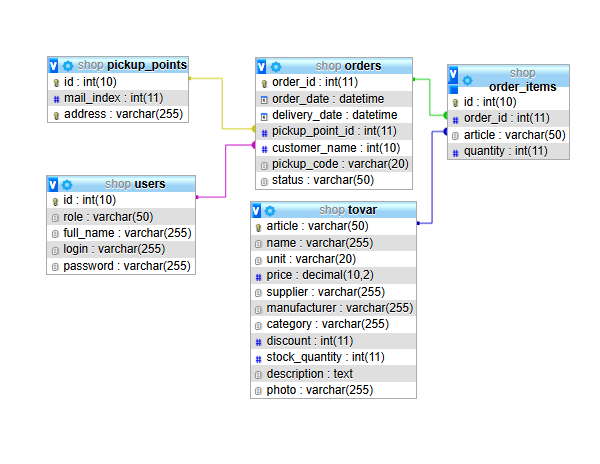 shop pickup_points
id : int(10)
mail_index : int(11)
address : varchar(255)
shop users
id : int(10)
role : varchar(50)
full_name : varchar(255)
login : varchar(255)
password : varchar(255)
shop orders
order_id : int(11)
order_date : datetime
delivery_date : datetime
pickup_point_id : int(11)
customer_name : int(10)
pickup_code : varchar(20)
status : varchar(50)
shop tovar
article : varchar(50)
name : varchar(255)
unit : varchar(20)
price : decimal(10,2)
supplier : varchar(255)
manufacturer : varchar(255)
category : varchar(255)
discount : int(11)
stock_quantity : int(11)
description : text
photo : varchar(255)
shop
order_items
id : int(10)
order_id : int(11)
article : varchar(50)
quantity : int(11)